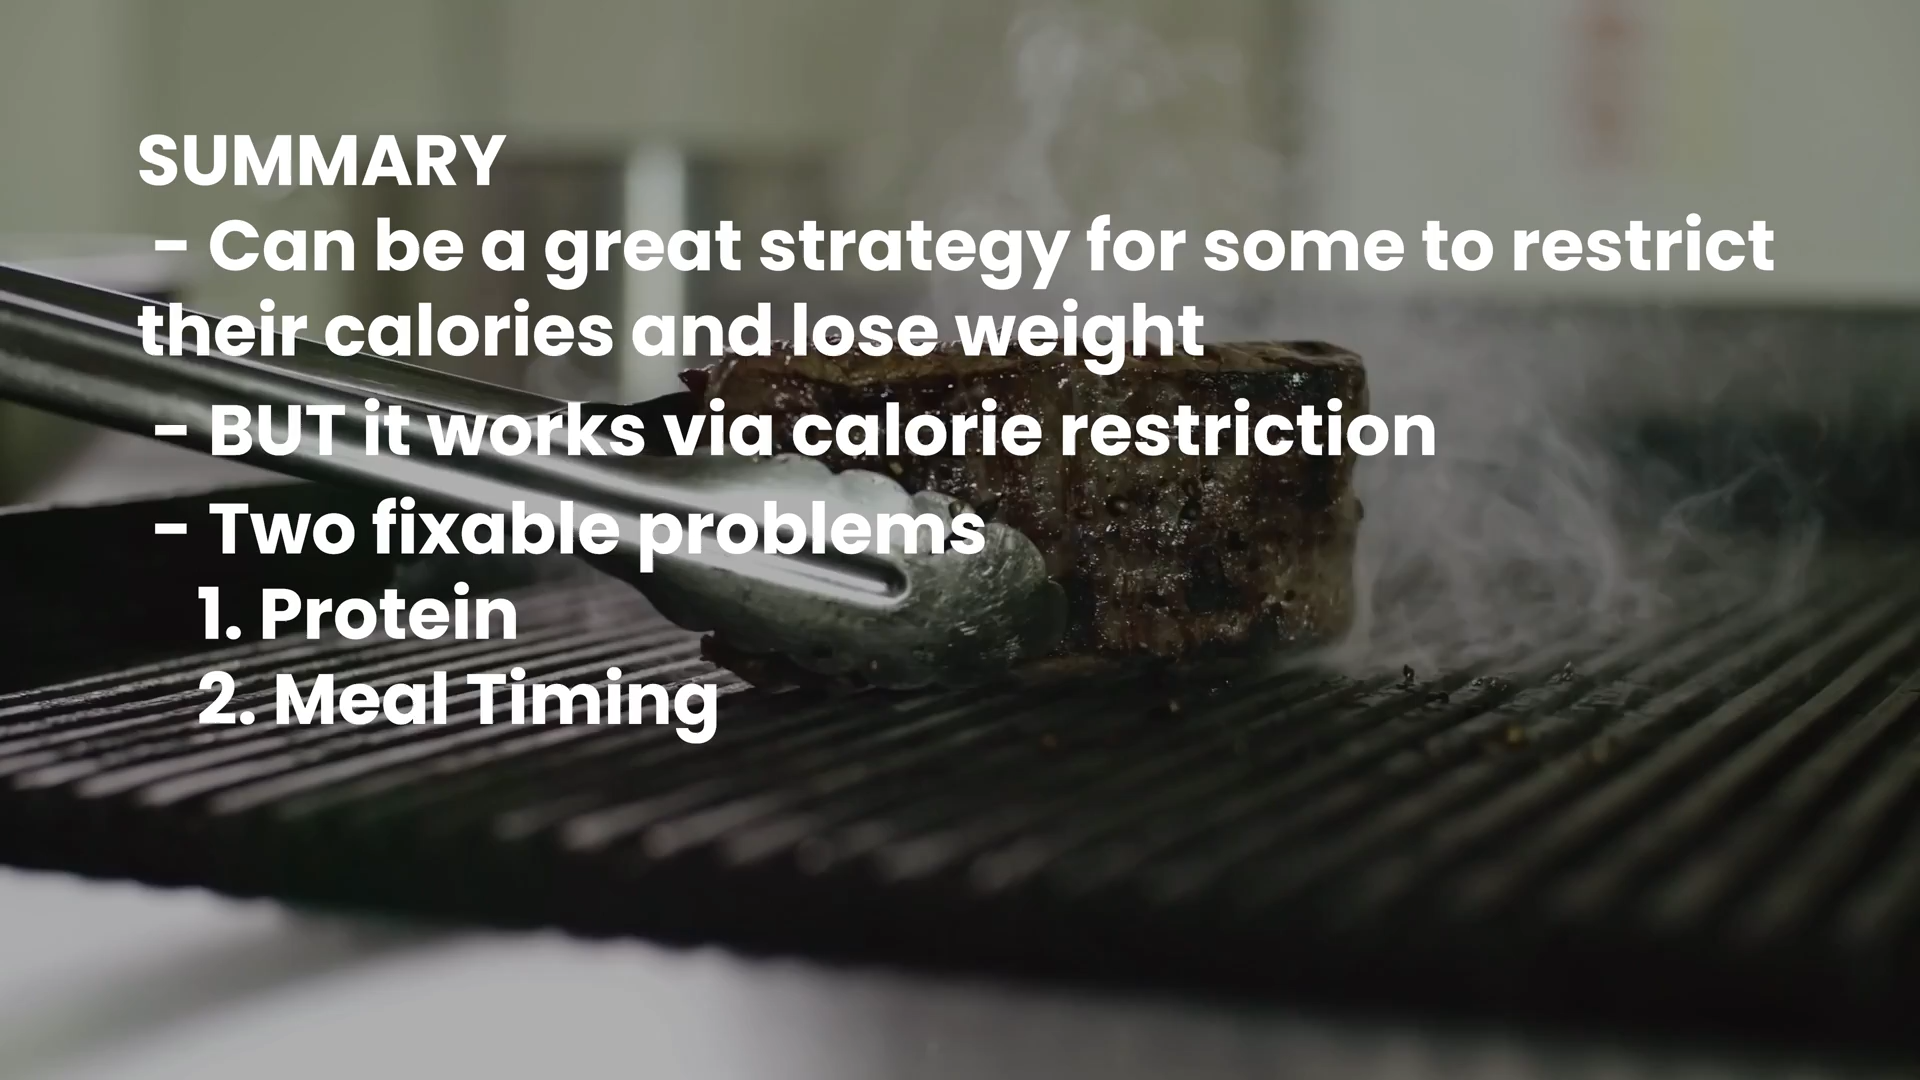 SUMMARY
- Can be a great strategy for some to restrict
their calories and lose weight
- BUT it works via calorie restriction
- Two fixable problems
1. Protein
2. Meal Timing